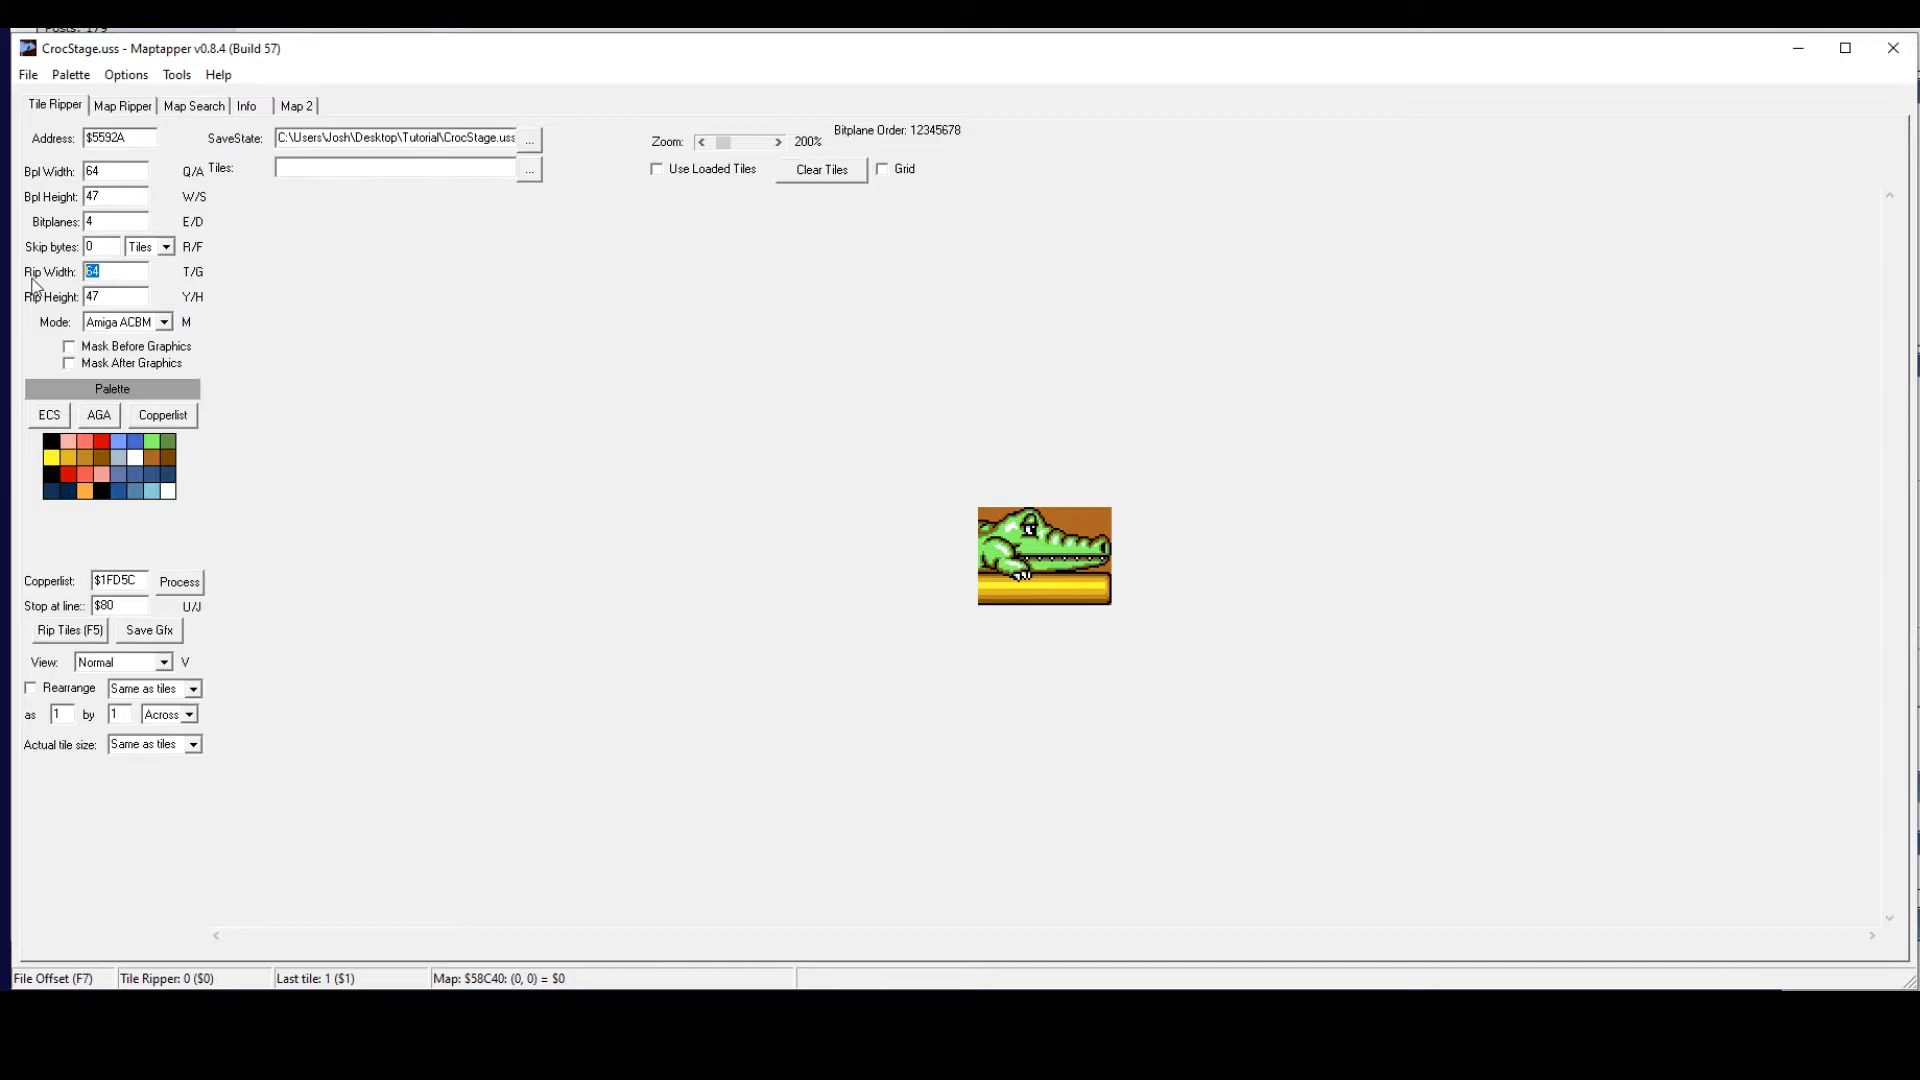 Posts: 179
CrocStage.uss - Maptapper v0.8.4 (Build 57)
File Palette Options Tools Help
Tile Ripper Map Ripper Map Search Info Map 2
Address: $5592A SaveState: C:\Users\Josh\Desktop\Tutorial\CrocStage.uss ... Zoom: < > 200% Bitplane Order: 12345678
Bpl Width: 64 Q/A Tiles: ... Use Loaded Tiles Clear Tiles Grid
Bpl Height: 47 W/S
Bitplanes: 4 E/D
Skip bytes: 0 Tiles R/F
Rip Width: 64 T/G
Rip Height: 47 Y/H
Mode: Amiga ACBM M
Mask Before Graphics
Mask After Graphics
Palette
ECS AGA Copperlist
Copperlist: $1FD5C Process
Stop at line:: $80 U/J
Rip Tiles (F5) Save Gfx
View: Normal V
Rearrange Same as tiles
as 1 by 1 Across
Actual tile size: Same as tiles
File Offset (F7) Tile Ripper: 0 ($0) Last tile: 1 ($1) Map: $58C40: (0, 0) = $0